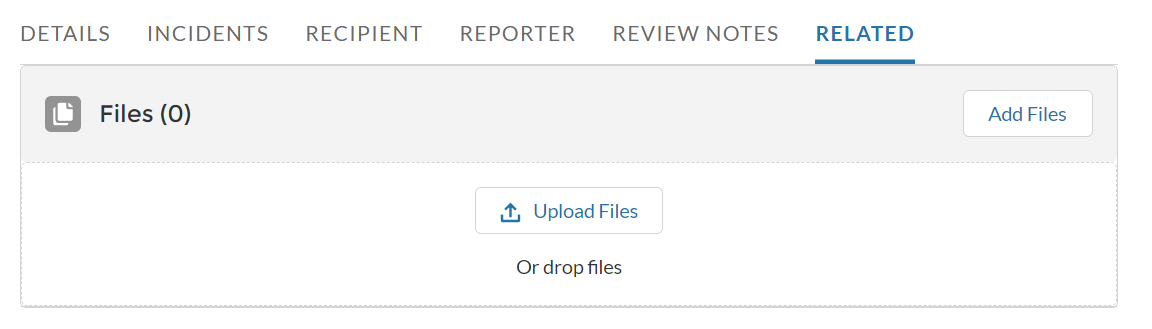 DETAILS INCIDENTS RECIPIENT REPORTER REVIEW NOTES RELATED
Files (0) Add Files
Upload Files
Or drop files